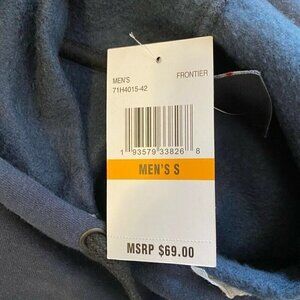 MEN'S FRONTIER
71H4015-42
1 93579 33826 8
MEN'S S
MSRP $69.00